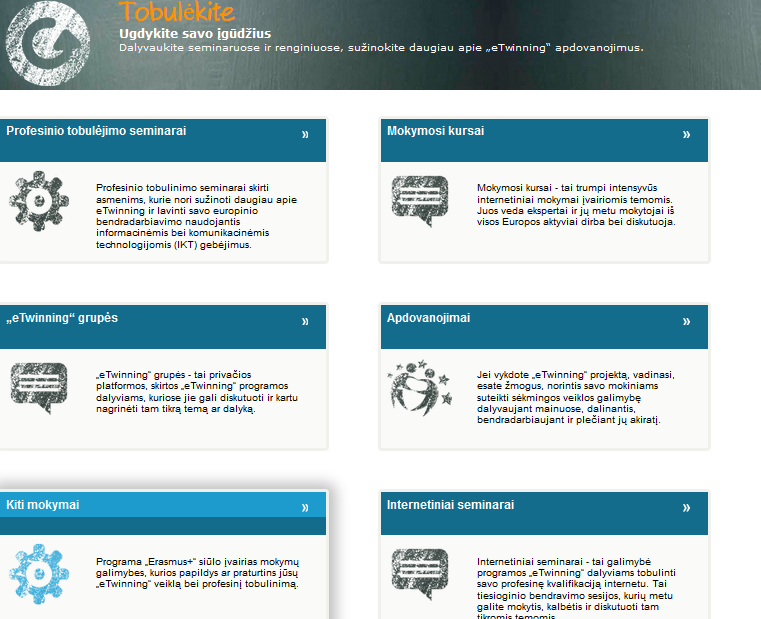 Tobulėkite
Ugdykite savo įgūdžius
Dalyvaukite seminaruose ir renginiuose, sužinokite daugiau apie „eTwinning“ apdovanojimus.
Profesinio tobulėjimo seminarai »
Profesinio tobulinimo seminarai skirti
asmenims, kurie nori sužinoti daugiau apie
eTwinning ir lavinti savo europinio
bendradarbiavimo naudojantis
informacinėmis bei komunikacinėmis
technologijomis (IKT) gebėjimus.
Mokymosi kursai »
Mokymosi kursai - tai trumpi intensyvūs
internetiniai mokymai įvairiomis temomis.
Juos veda ekspertai ir jų metu mokytojai iš
visos Europos aktyviai dirba bei diskutuoja.
„eTwinning“ grupės »
„eTwinning“ grupės - tai privačios
platformos, skirtos „eTwinning“ programos
dalyviams, kuriose jie gali diskutuoti ir kartu
nagrinėti tam tikrą temą ar dalyką.
Apdovanojimai »
Jei vykdote „eTwinning“ projektą, vadinasi,
esate žmogus, norintis savo mokiniams
suteikti sėkmingos veiklos galimybę
dalyvaujant mainuose, dalinantis,
bendradarbiaujant ir plečiant jų akiratį.
Kiti mokymai »
Programa „Erasmus+“ siūlo įvairias mokymų
galimybes, kurios papildys ar praturtins jūsų
„eTwinning“ veiklą bei profesinį tobulinimą.
Internetiniai seminarai »
Internetiniai seminarai - tai galimybė
programos „eTwinning“ dalyviams tobulinti
savo profesinę kvalifikaciją internetu. Tai
tiesioginio bendravimo sesijos, kurių metu
galite mokytis, kalbėtis ir diskutuoti tam
tikromis temomis.